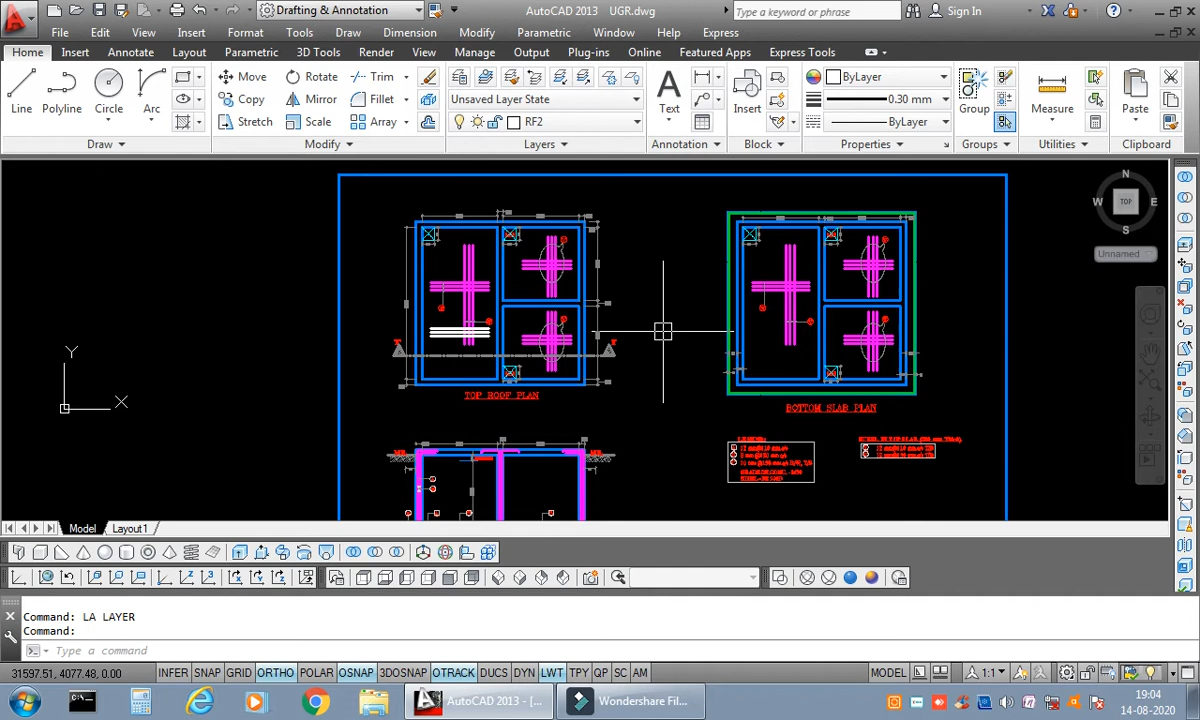 Drafting & Annotation
AutoCAD 2013 UGR.dwg
Type a keyword or phrase
Sign In
File Edit View Insert Format Tools Draw Dimension Modify Parametric Window Help Express
Home Insert Annotate Layout Parametric 3D Tools Render View Manage Output Plug-ins Online Featured Apps Express Tools
Move Rotate Trim
Unsaved Layer State
ByLayer
Line Polyline Circle Arc
Copy Mirror Fillet
Text Insert
0.30 mm
Group Measure Paste
Stretch Scale Array
RF2
ByLayer
Draw Modify Layers Annotation Block Properties Groups Utilities Clipboard
N
W TOP E
S
Unnamed
Y
X
T T
TOP ROOF PLAN
BOTTOM SLAB PLAN
Model Layout1
Command: LA LAYER
Command:
Type a command
31597.51, 4077.48, 0.00 INFER SNAP GRID ORTHO POLAR OSNAP 3DOSNAP OTRACK DUCS DYN LWT TPY QP SC AM MODEL 1:1
AutoCAD 2013 - [...
Wondershare Fil...
19:04
14-08-2020